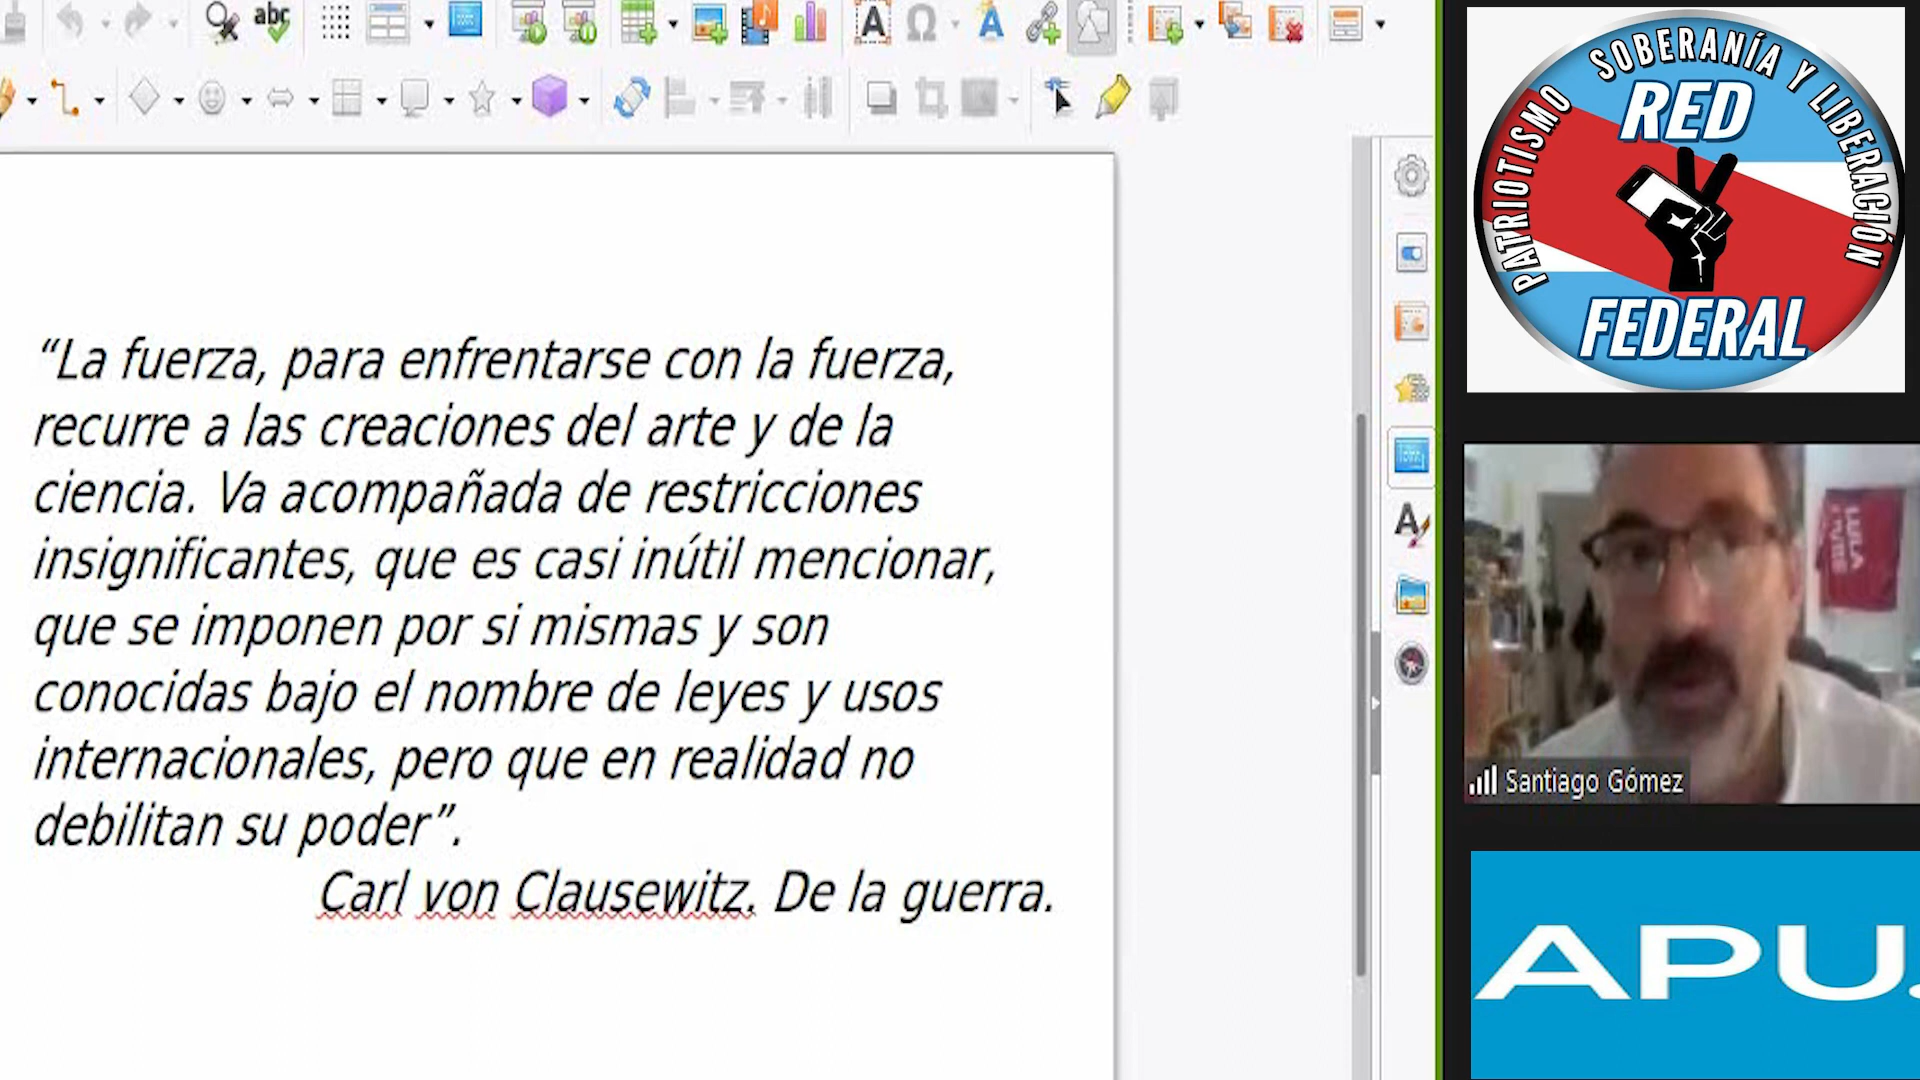 abc
“La fuerza, para enfrentarse con la fuerza,
recurre a las creaciones del arte y de la
ciencia. Va acompañada de restricciones
insignificantes, que es casi inútil mencionar,
que se imponen por si mismas y son
conocidas bajo el nombre de leyes y usos
internacionales, pero que en realidad no
debilitan su poder”.
Carl von Clausewitz. De la guerra.
PATRIOTISMO
SOBERANÍA Y LIBERACIÓN
RED
FEDERAL
LULA
Santiago Gómez
APU.